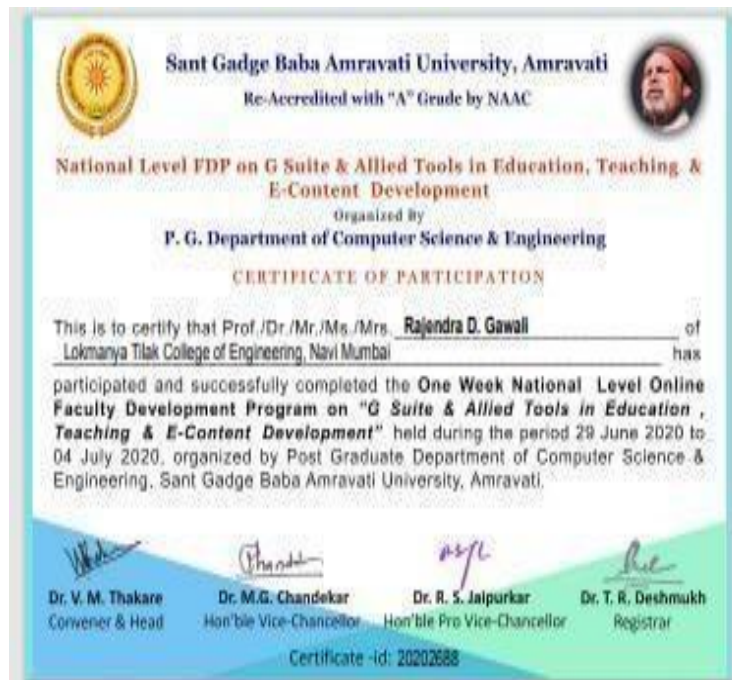 Sant Gadge Baba Amravati University, Amravati
Re-Accredited with "A" Grade by NAAC
National Level FDP on G Suite & Allied Tools in Education, Teaching &
E-Content Development
Organized By
P. G. Department of Computer Science & Engineering
CERTIFICATE OF PARTICIPATION
This is to certify that Prof./Dr./Mr./Ms./Mrs. Rajendra D. Gawali of
Lokmanya Tilak College of Engineering, Navi Mumbai has
participated and successfully completed the One Week National Level Online
Faculty Development Program on "G Suite & Allied Tools in Education ,
Teaching & E-Content Development" held during the period 29 June 2020 to
04 July 2020, organized by Post Graduate Department of Computer Science &
Engineering, Sant Gadge Baba Amravati University, Amravati.
Dr. V. M. Thakare Dr. M.G. Chandekar Dr. R. S. Jaipurkar Dr. T. R. Deshmukh
Convener & Head Hon'ble Vice-Chancellor Hon'ble Pro Vice-Chancellor Registrar
Certificate -id: 20202688